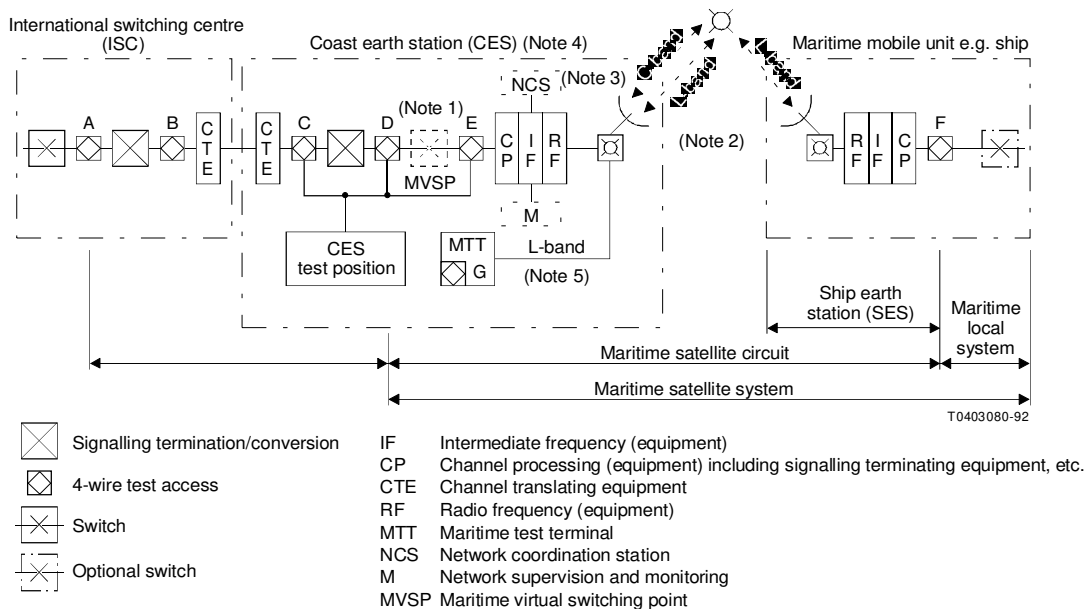 International switching centre
(ISC)
Coast earth station (CES) (Note 4)
Maritime mobile unit e.g. ship
NCS
(Note 3)
(Note 1)
(Note 2)
A
B
C
T
E
C
T
E
C
D
E
MVSP
C
P
I
F
R
F
M
R
F
I
F
C
P
F
CES
test position
MTT
G
L-band
(Note 5)
Ship earth
station (SES)
Maritime
local
system
Maritime satellite circuit
Maritime satellite system
T0403080-92
Signalling termination/conversion
4-wire test access
Switch
Optional switch
IF Intermediate frequency (equipment)
CP Channel processing (equipment) including signalling terminating equipment, etc.
CTE Channel translating equipment
RF Radio frequency (equipment)
MTT Maritime test terminal
NCS Network coordination station
M Network supervision and monitoring
MVSP Maritime virtual switching point